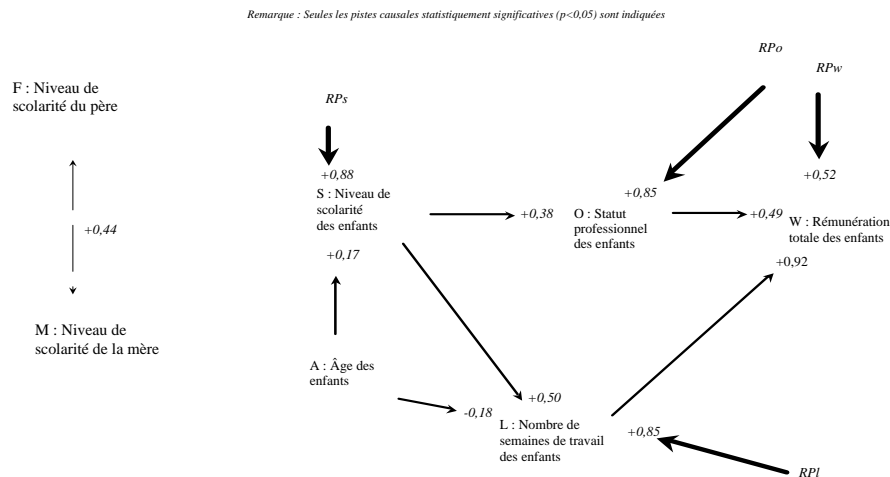 Remarque : Seules les pistes causales statistiquement significatives (p<0,05) sont indiquées
RPo
RPw
F : Niveau de
scolarité du père
RPs
+0,88
+0,85
+0,52
S : Niveau de
scolarité
des enfants
+0,38
O : Statut
professionnel
des enfants
+0,49
W : Rémunération
totale des enfants
+0,44
+0,17
+0,92
M : Niveau de
scolarité de la mère
A : Âge des
enfants
+0,50
-0,18
L : Nombre de
semaines de travail
des enfants
+0,85
RPl